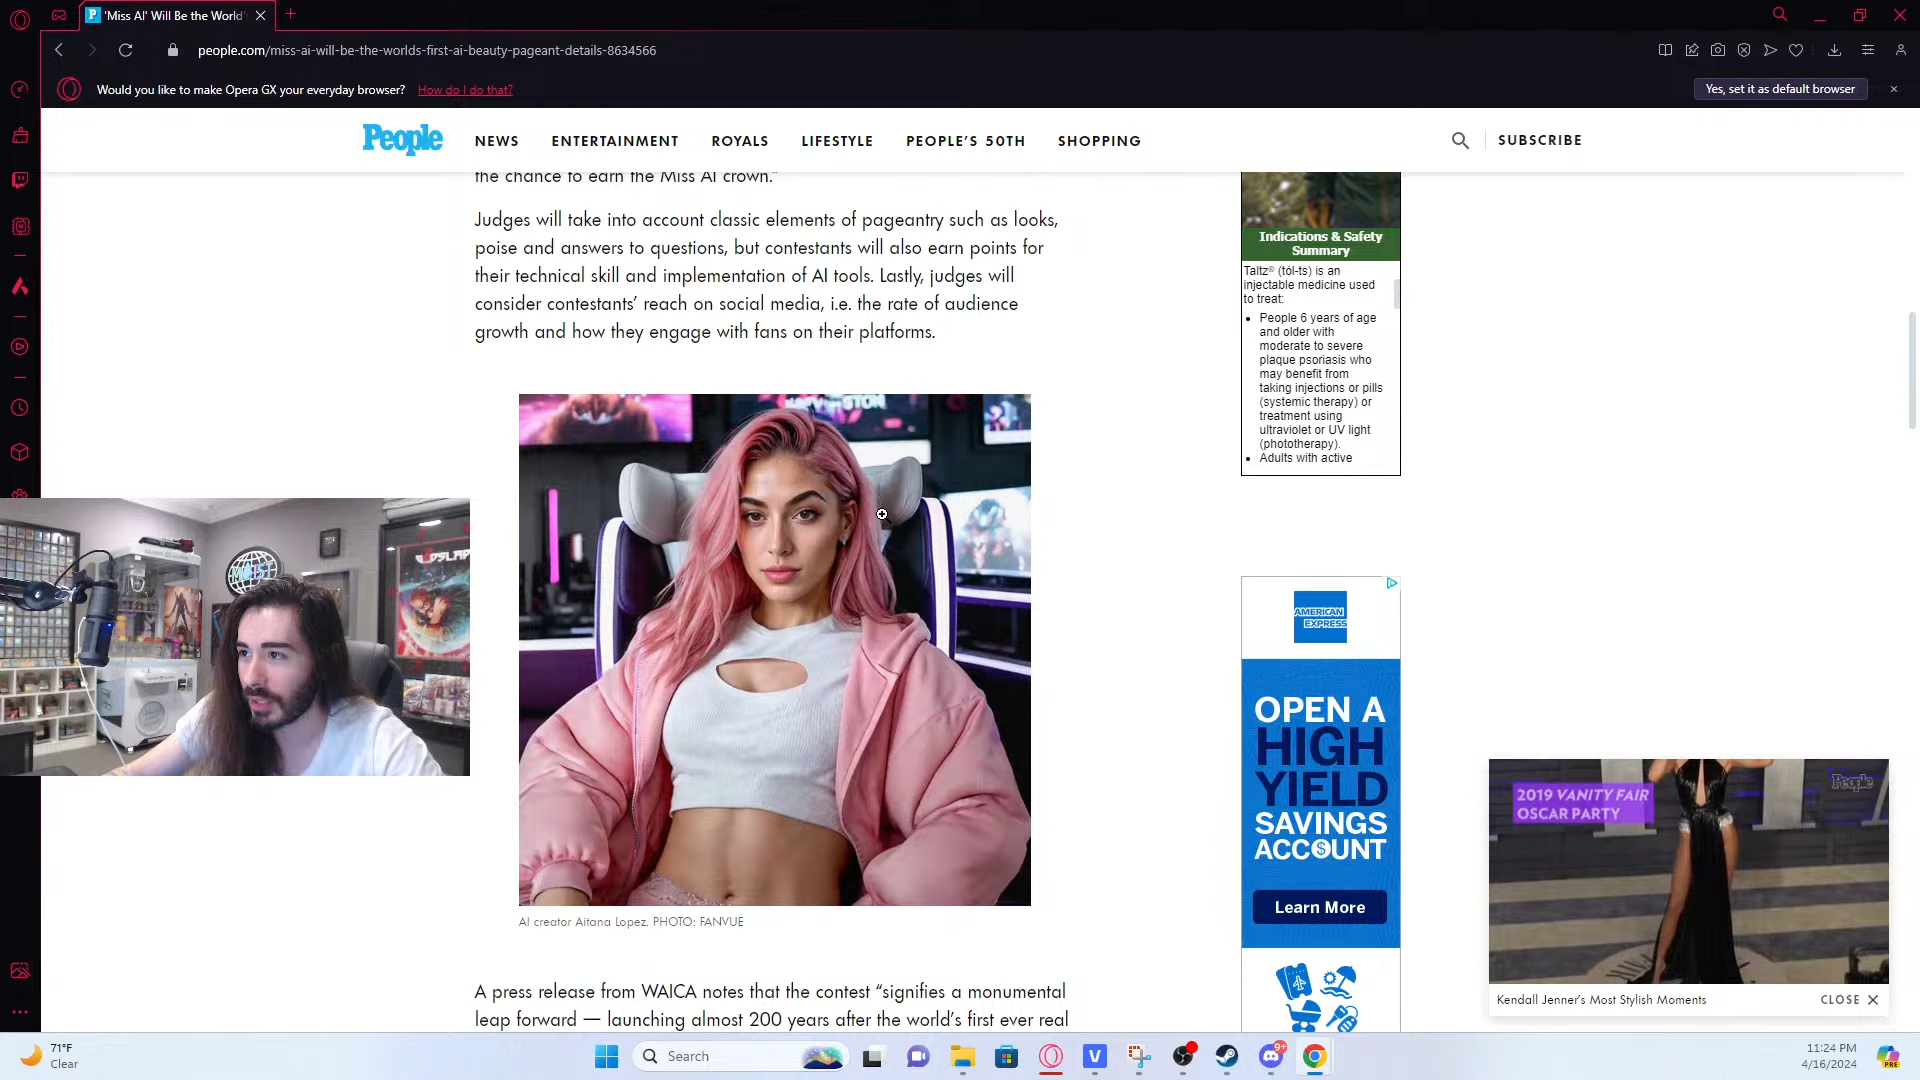 'Miss AI' Will Be the World'
people.com/miss-ai-will-be-the-worlds-first-ai-beauty-pageant-details-8634566
Would you like to make Opera GX your everyday browser? How do I do that?
Yes, set it as default browser
People
NEWS ENTERTAINMENT ROYALS LIFESTYLE PEOPLE'S 50TH SHOPPING
SUBSCRIBE
the chance to earn the Miss AI crown."
Judges will take into account classic elements of pageantry such as looks,
poise and answers to questions, but contestants will also earn points for
their technical skill and implementation of AI tools. Lastly, judges will
consider contestants' reach on social media, i.e. the rate of audience
growth and how they engage with fans on their platforms.
AI creator Aitana Lopez. PHOTO: FANVUE
A press release from WAICA notes that the contest “signifies a monumental
leap forward — launching almost 200 years after the world's first ever real
Indications & Safety
Summary
Taltz® (tól-ts) is an
injectable medicine used
to treat:
• People 6 years of age
and older with
moderate to severe
plaque psoriasis who
may benefit from
taking injections or pills
(systemic therapy) or
treatment using
ultraviolet or UV light
(phototherapy).
• Adults with active
AMERICAN
EXPRESS
OPEN A
HIGH
YIELD
SAVINGS
ACCOUNT
Learn More
MOIST
2019 VANITY FAIR
OSCAR PARTY
People
Kendall Jenner's Most Stylish Moments
CLOSE
71°F
Clear
Search
9+
11:24 PM
4/16/2024
PRE